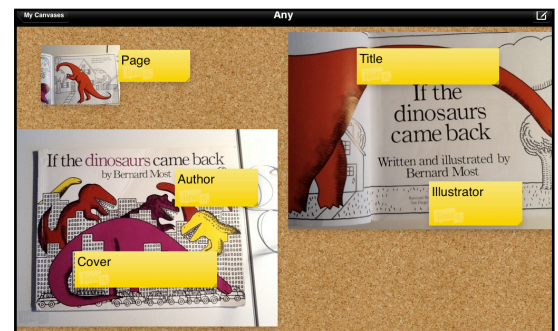 My Canvases
Any
Page
Title
If the
dinosaurs
came back
Written and illustrated by
Bernard Most
Illustrator
If the dinosaurs came back
by Bernard Most
Author
Cover